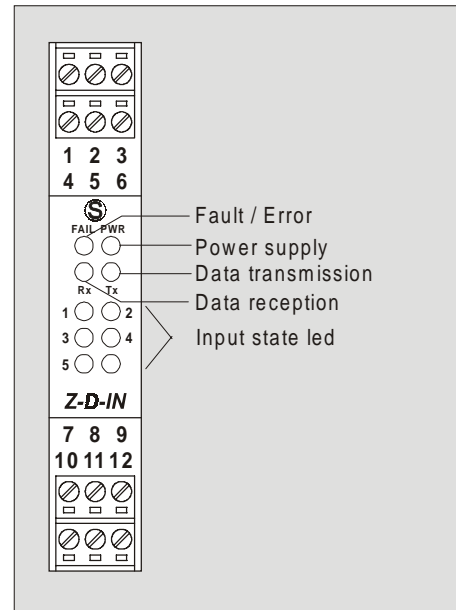 1 2 3
4 5 6
S
FAIL PWR
Fault / Error
Power supply
Data transmission
Rx Tx
Data reception
1 2
3 4
Input state led
5
Z-D-IN
7 8 9
10 11 12